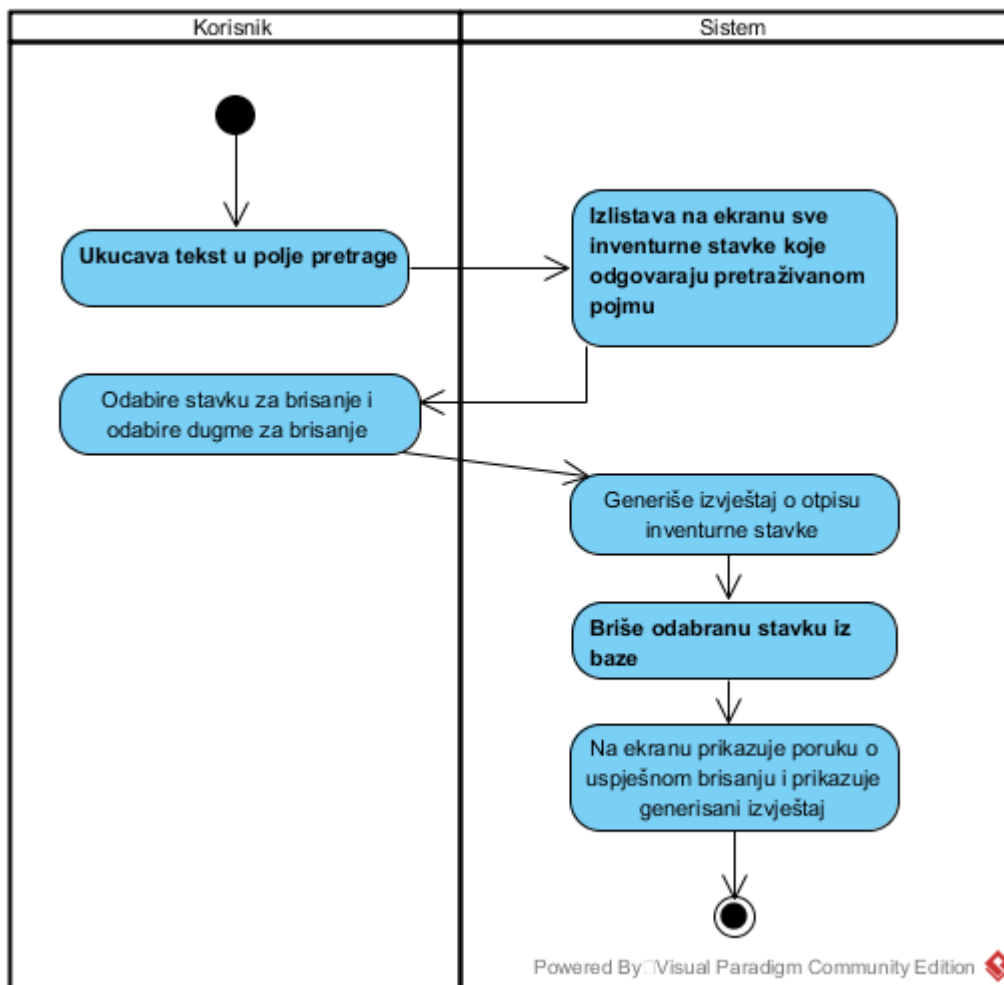 Korisnik
Sistem
Ukucava tekst u polje pretrage
Izlistava na ekranu sve
inventurne stavke koje
odgovaraju pretraživanom
pojmu
Odabire stavku za brisanje i
odabire dugme za brisanje
Generiše izvještaj o otpisu
inventurne stavke
Briše odabranu stavku iz
baze
Na ekranu prikazuje poruku o
uspješnom brisanju i prikazuje
generisani izvještaj
Powered By Visual Paradigm Community Edition